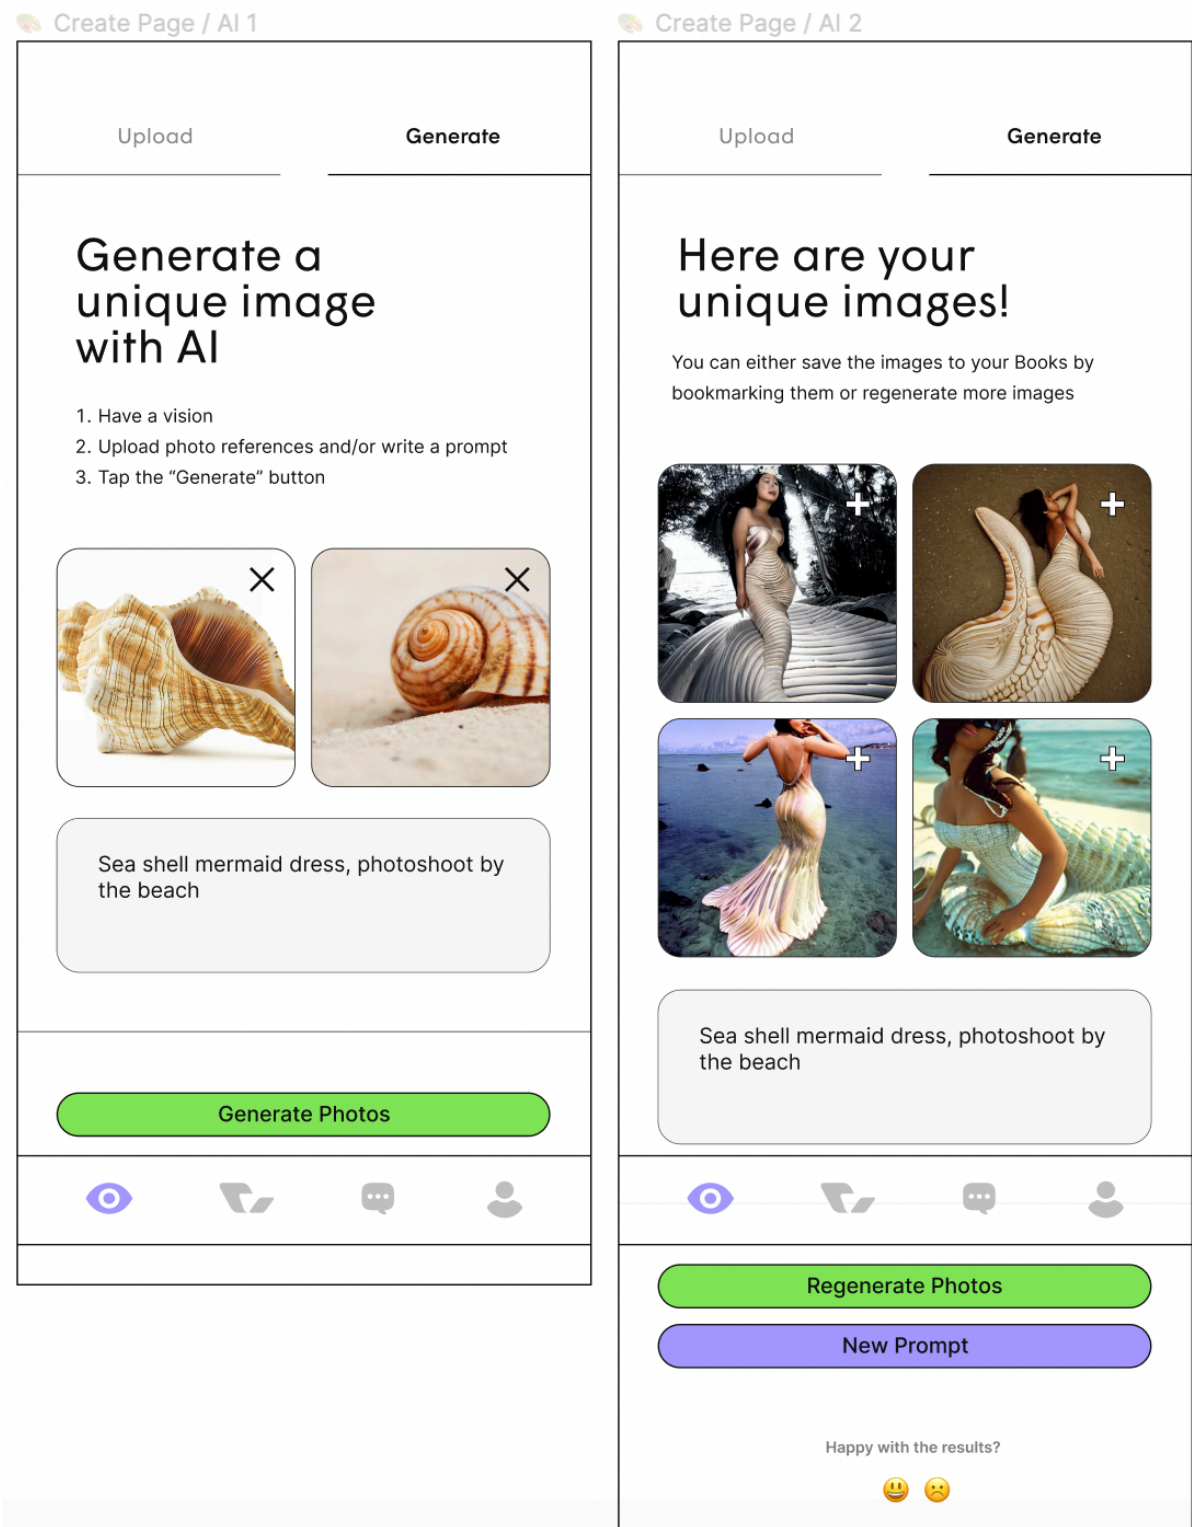 Create Page / AI 1
Upload
Generate
Generate a
unique image
with AI
1. Have a vision
2. Upload photo references and/or write a prompt
3. Tap the “Generate” button
Sea shell mermaid dress, photoshoot by
the beach
Generate Photos
Create Page / AI 2
Upload
Generate
Here are your
unique images!
You can either save the images to your Books by
bookmarking them or regenerate more images
Sea shell mermaid dress, photoshoot by
the beach
Regenerate Photos
New Prompt
Happy with the results?